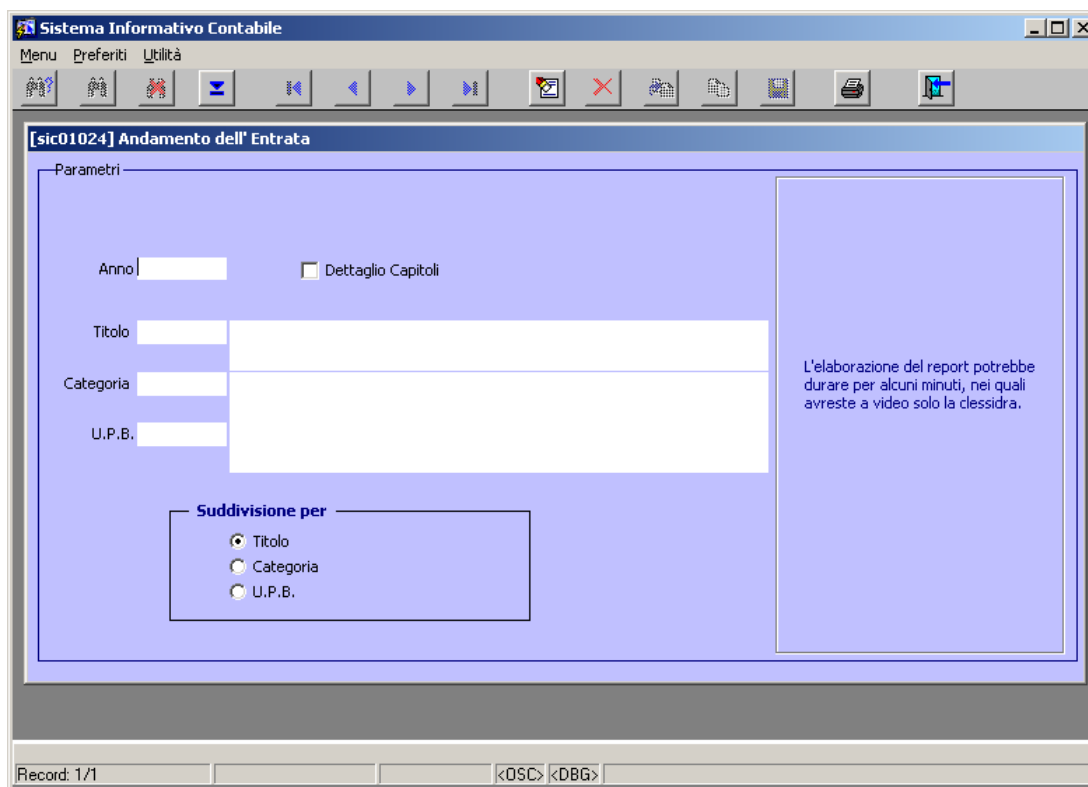 Sistema Informativo Contabile
Menu Preferiti Utilità
[sic01024] Andamento dell' Entrata
Parametri
Anno
Dettaglio Capitoli
Titolo
Categoria
U.P.B.
L'elaborazione del report potrebbe
durare per alcuni minuti, nei quali
avreste a video solo la clessidra.
Suddivisione per
Titolo
Categoria
U.P.B.
Record: 1/1 <OSC> <DBG>